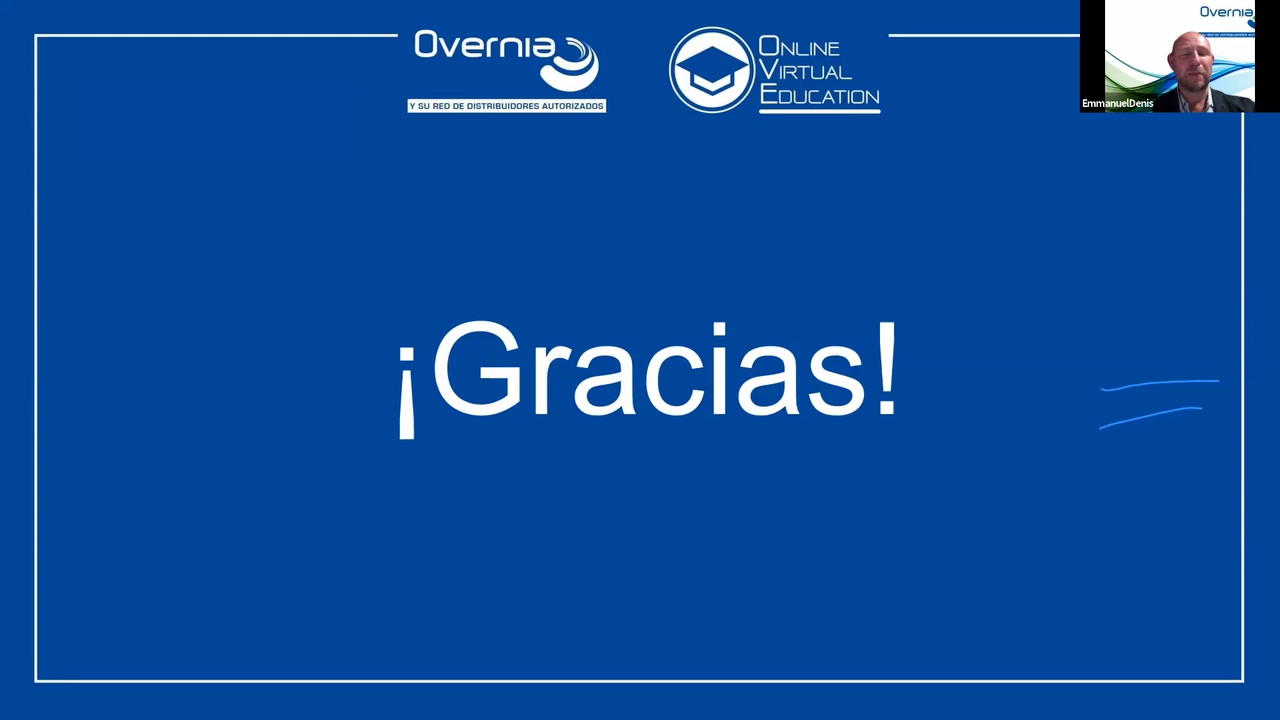 Overnia
Y SU RED DE DISTRIBUIDORES AUTORIZADOS
ONLINE
VIRTUAL
EDUCATION
Overnia
EmmanuelDenis
¡Gracias!